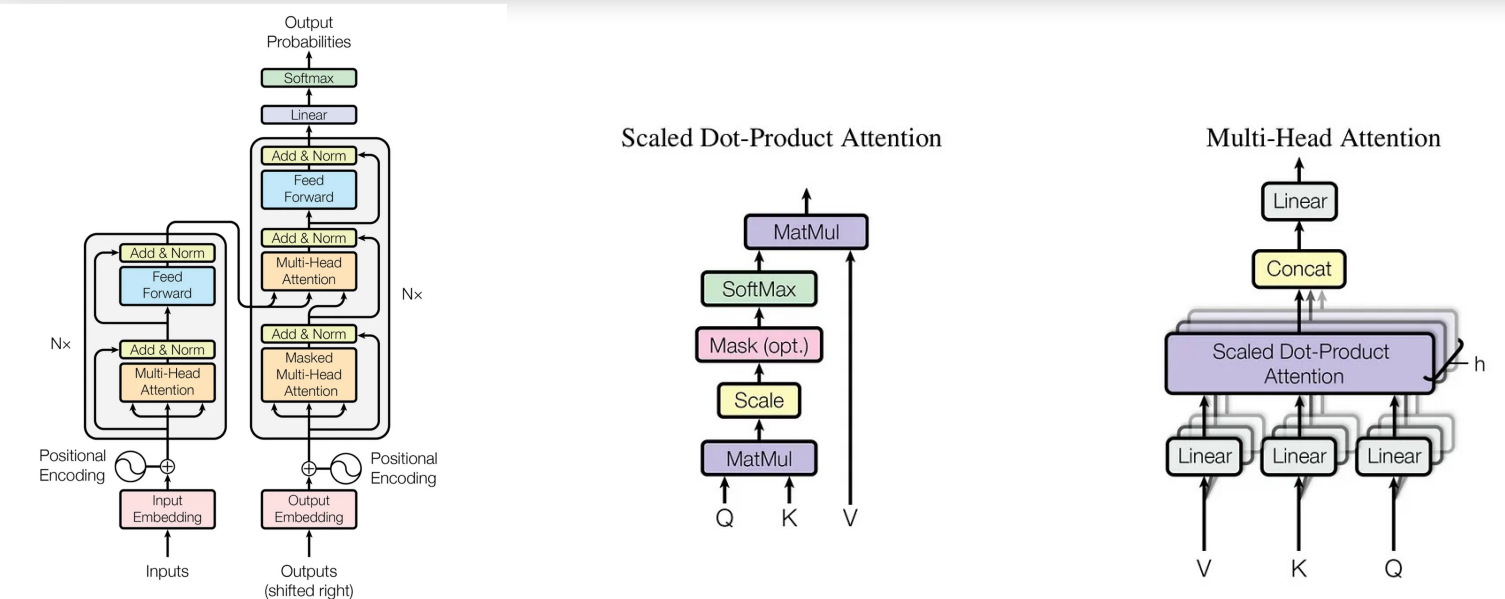 Output
Probabilities
Softmax
Linear
Add & Norm
Feed
Forward
Add & Norm
Multi-Head
Attention
Add & Norm
Masked
Multi-Head
Attention
Nx
Add & Norm
Feed
Forward
Add & Norm
Multi-Head
Attention
Nx
Positional
Encoding
Positional
Encoding
Input
Embedding
Output
Embedding
Inputs
Outputs
(shifted right)
Scaled Dot-Product Attention
MatMul
SoftMax
Mask (opt.)
Scale
MatMul
Q
K
V
Multi-Head Attention
Linear
Concat
Scaled Dot-Product
Attention
h
Linear
Linear
Linear
V
K
Q